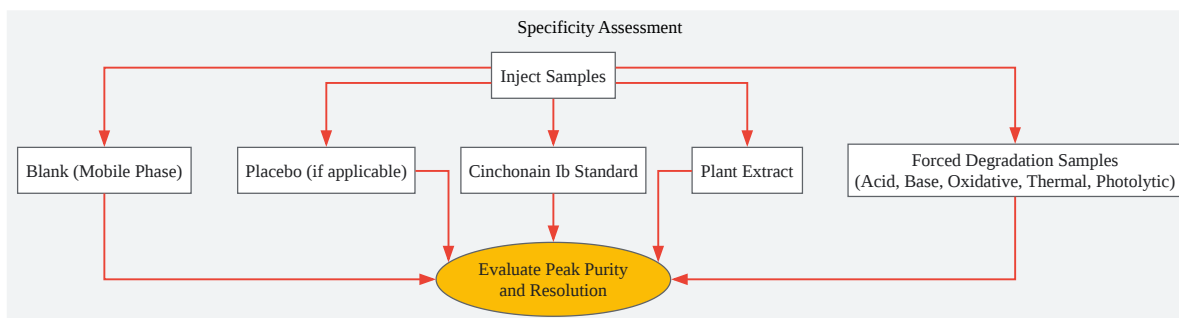 Specificity Assessment
Inject Samples
Blank (Mobile Phase)
Placebo (if applicable)
Cinchonain Ib Standard
Plant Extract
Forced Degradation Samples
(Acid, Base, Oxidative, Thermal, Photolytic)
Evaluate Peak Purity
and Resolution